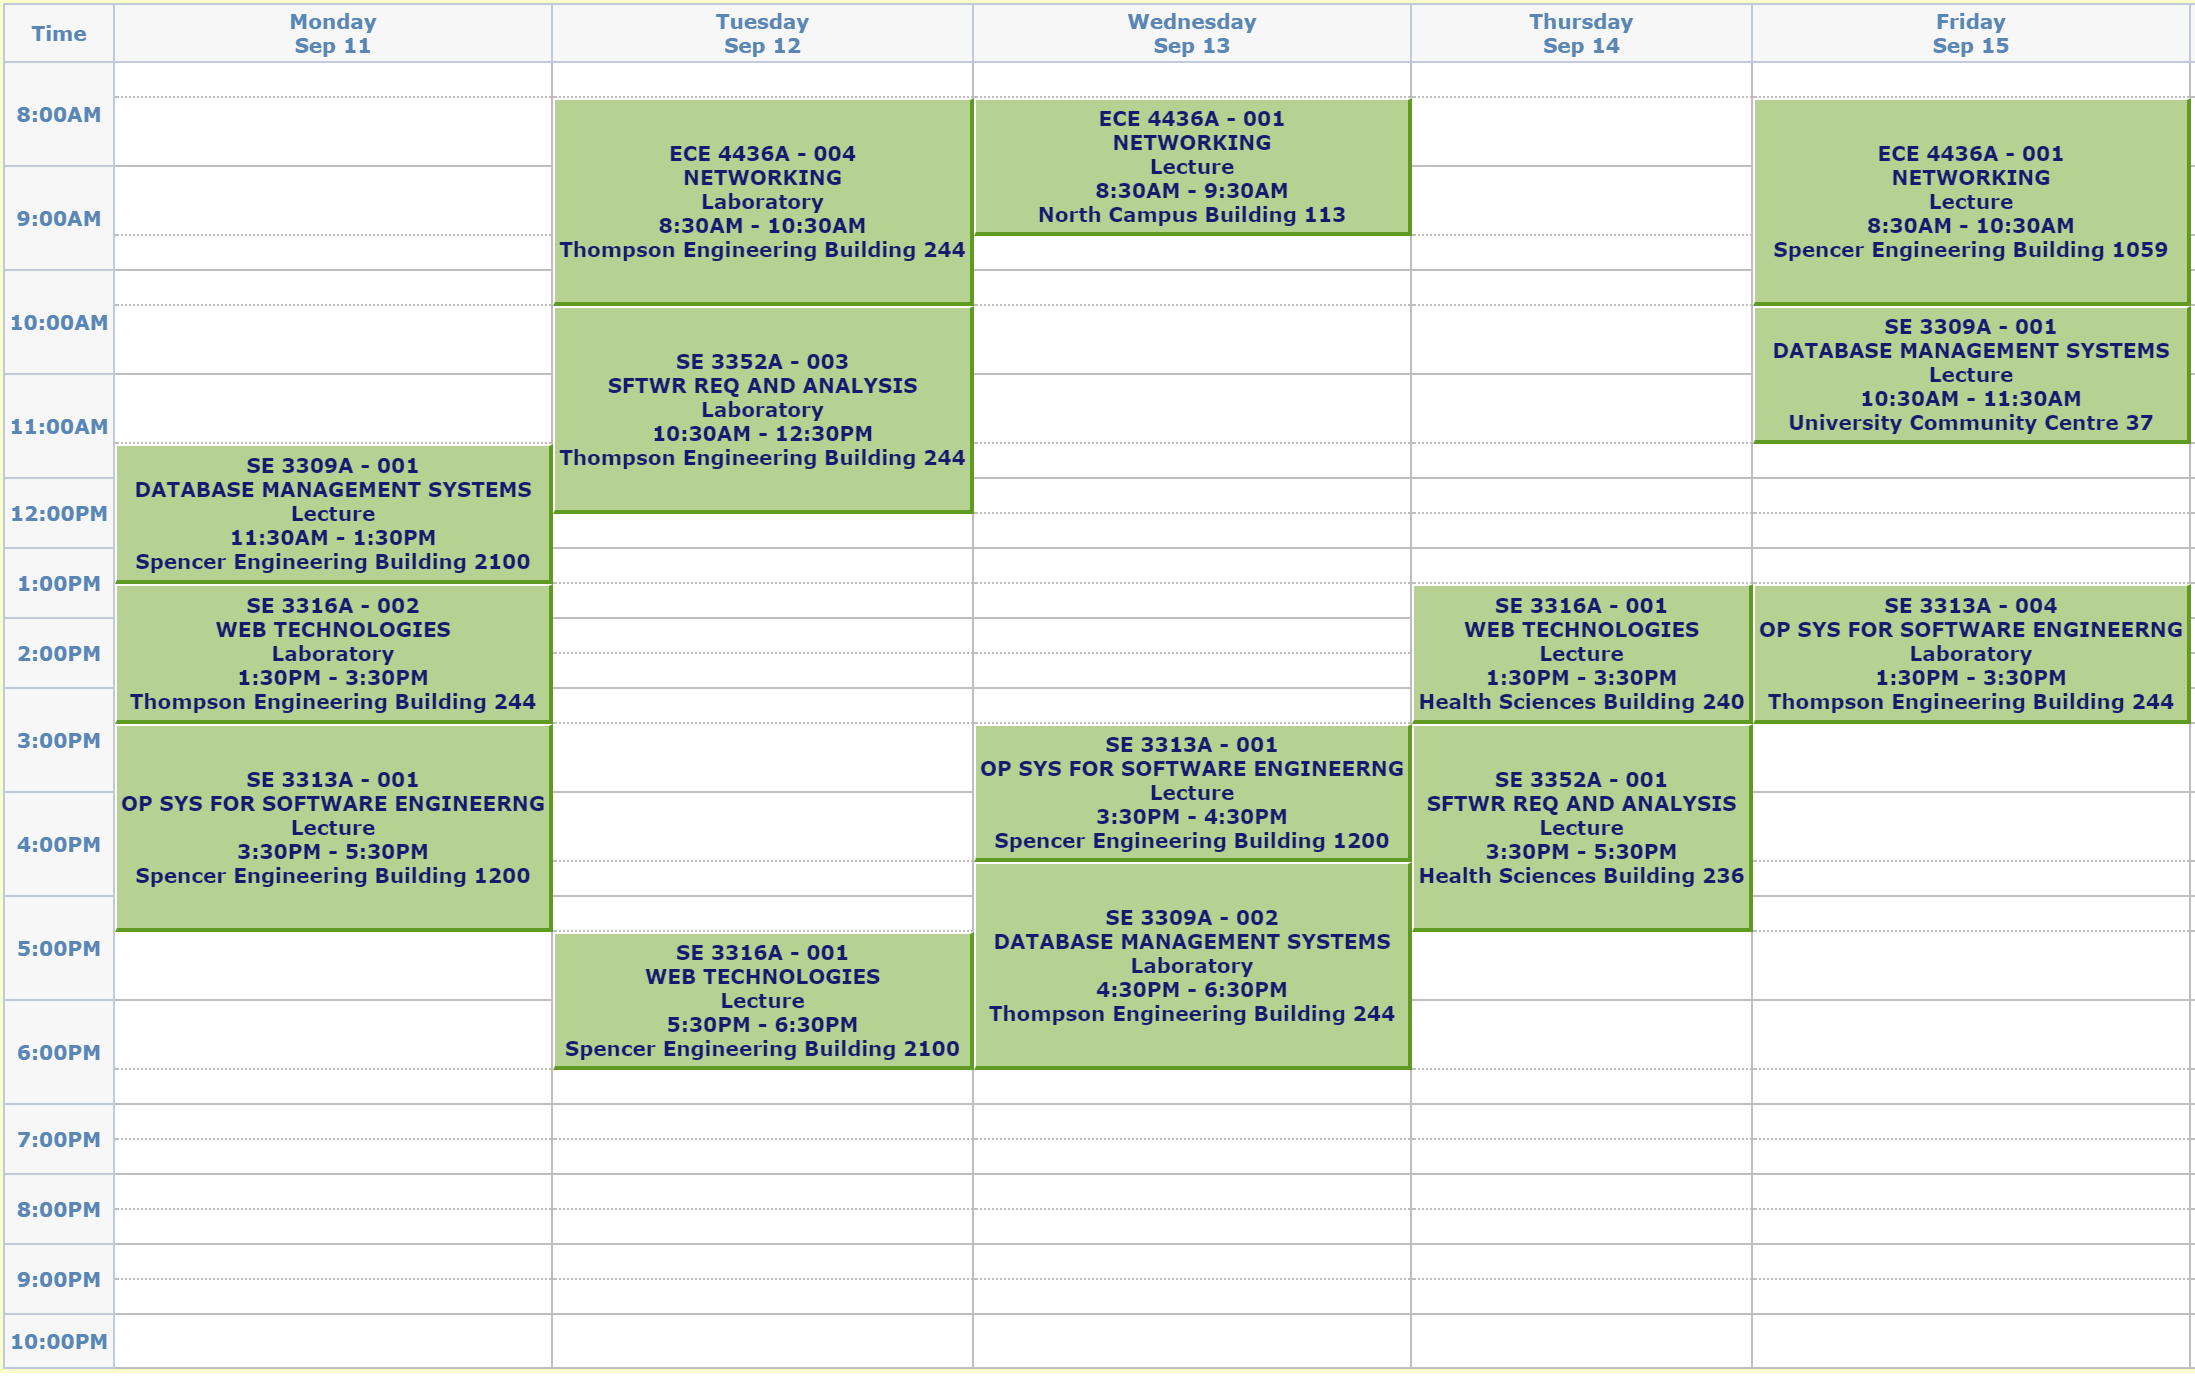 Time
Monday
Sep 11
Tuesday
Sep 12
Wednesday
Sep 13
Thursday
Sep 14
Friday
Sep 15
8:00AM
9:00AM
10:00AM
11:00AM
12:00PM
1:00PM
2:00PM
3:00PM
4:00PM
5:00PM
6:00PM
7:00PM
8:00PM
9:00PM
10:00PM
SE 3309A - 001
DATABASE MANAGEMENT SYSTEMS
Lecture
11:30AM - 1:30PM
Spencer Engineering Building 2100
SE 3316A - 002
WEB TECHNOLOGIES
Laboratory
1:30PM - 3:30PM
Thompson Engineering Building 244
SE 3313A - 001
OP SYS FOR SOFTWARE ENGINEERNG
Lecture
3:30PM - 5:30PM
Spencer Engineering Building 1200
ECE 4436A - 004
NETWORKING
Laboratory
8:30AM - 10:30AM
Thompson Engineering Building 244
SE 3352A - 003
SFTWR REQ AND ANALYSIS
Laboratory
10:30AM - 12:30PM
Thompson Engineering Building 244
SE 3316A - 001
WEB TECHNOLOGIES
Lecture
5:30PM - 6:30PM
Spencer Engineering Building 2100
ECE 4436A - 001
NETWORKING
Lecture
8:30AM - 9:30AM
North Campus Building 113
SE 3313A - 001
OP SYS FOR SOFTWARE ENGINEERNG
Lecture
3:30PM - 4:30PM
Spencer Engineering Building 1200
SE 3309A - 002
DATABASE MANAGEMENT SYSTEMS
Laboratory
4:30PM - 6:30PM
Thompson Engineering Building 244
SE 3316A - 001
WEB TECHNOLOGIES
Lecture
1:30PM - 3:30PM
Health Sciences Building 240
SE 3352A - 001
SFTWR REQ AND ANALYSIS
Lecture
3:30PM - 5:30PM
Health Sciences Building 236
ECE 4436A - 001
NETWORKING
Lecture
8:30AM - 10:30AM
Spencer Engineering Building 1059
SE 3309A - 001
DATABASE MANAGEMENT SYSTEMS
Lecture
10:30AM - 11:30AM
University Community Centre 37
SE 3313A - 004
OP SYS FOR SOFTWARE ENGINEERNG
Laboratory
1:30PM - 3:30PM
Thompson Engineering Building 244